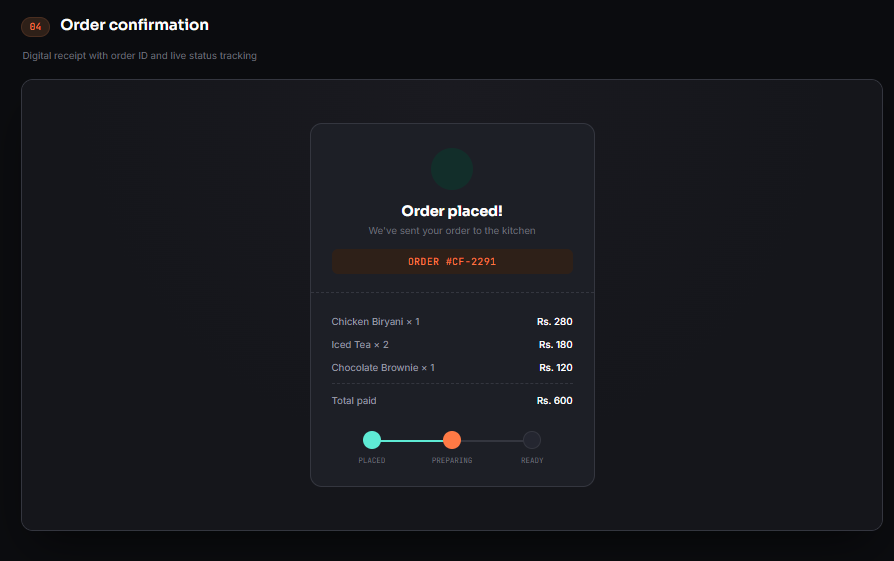 04 Order confirmation
Digital receipt with order ID and live status tracking
Order placed!
We've sent your order to the kitchen
ORDER #CF-2291
Chicken Biryani × 1 Rs. 280
Iced Tea × 2 Rs. 180
Chocolate Brownie × 1 Rs. 120
Total paid Rs. 600
PLACED PREPARING READY